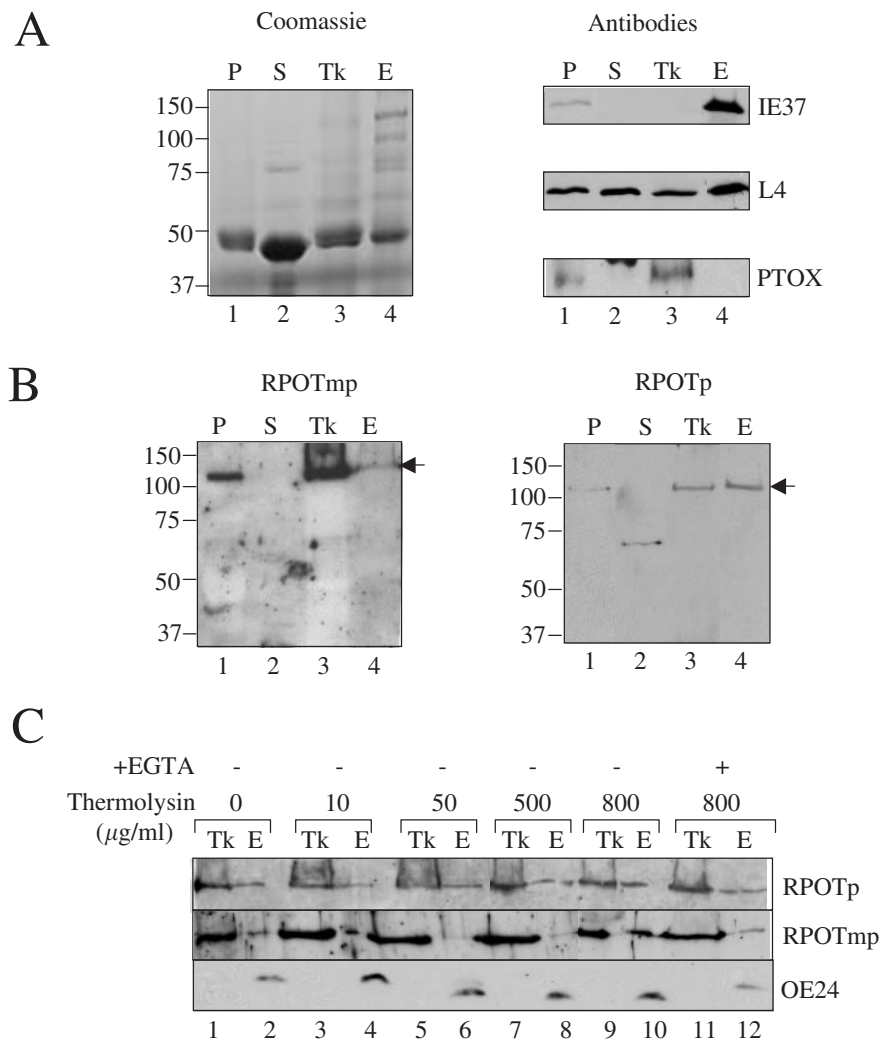 A
Coomassie
Antibodies
P S Tk E
P S Tk E
150
100
75
50
37
IE37
L4
PTOX
1 2 3 4
1 2 3 4
B
RPOTmp
RPOTp
P S Tk E
P S Tk E
150
100
75
50
37
150
100
75
50
37
1 2 3 4
1 2 3 4
C
+EGTA - - - - - +
Thermolysin 0 10 50 500 800 800
(µg/ml)
Tk E Tk E Tk E Tk E Tk E Tk E
RPOTp
RPOTmp
OE24
1 2 3 4 5 6 7 8 9 10 11 12